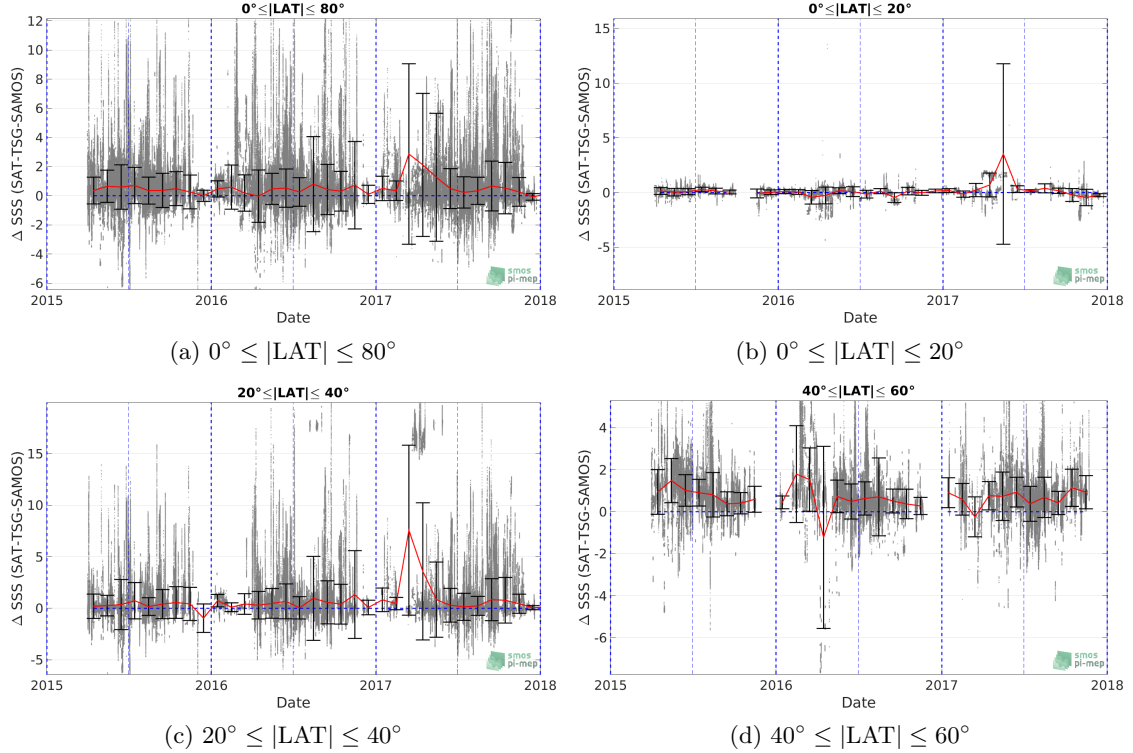 0°≤|LAT|≤ 80°
Δ SSS (SAT-TSG-SAMOS)
12
10
8
6
4
2
0
-2
-4
-6
2015
2016
2017
2018
Date
smos
pi-mep
(a) 0° ≤ |LAT| ≤ 80°
0°≤|LAT|≤ 20°
Δ SSS (SAT-TSG-SAMOS)
15
10
5
0
-5
2015
2016
2017
2018
Date
smos
pi-mep
(b) 0° ≤ |LAT| ≤ 20°
20°≤|LAT|≤ 40°
Δ SSS (SAT-TSG-SAMOS)
15
10
5
0
-5
2015
2016
2017
2018
Date
smos
pi-mep
(c) 20° ≤ |LAT| ≤ 40°
40°≤|LAT|≤ 60°
Δ SSS (SAT-TSG-SAMOS)
4
2
0
-2
-4
-6
2015
2016
2017
2018
Date
smos
pi-mep
(d) 40° ≤ |LAT| ≤ 60°